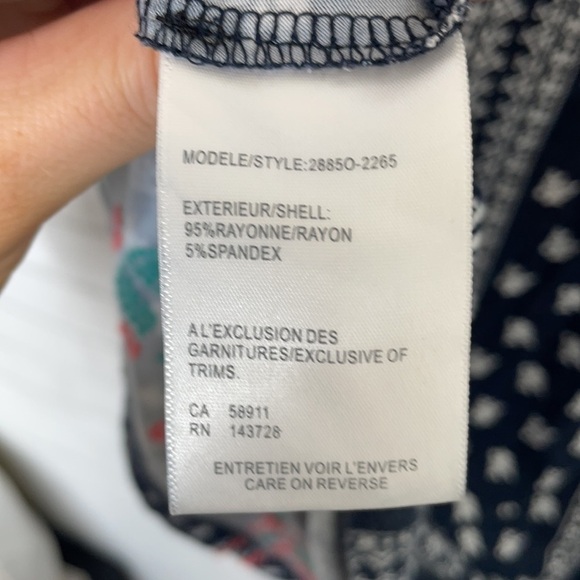 MODELE/STYLE:2885O-2265
EXTERIEUR/SHELL:
95%RAYONNE/RAYON
5%SPANDEX
A L'EXCLUSION DES
GARNITURES/EXCLUSIVE OF
TRIMS.
CA 58911
RN 143728
ENTRETIEN VOIR L'ENVERS
CARE ON REVERSE